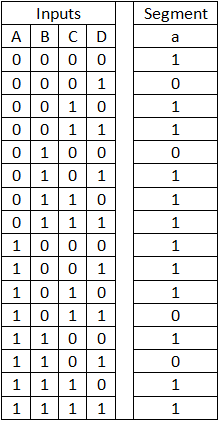 Inputs Segment
A B C D a
0 0 0 0 1
0 0 0 1 0
0 0 1 0 1
0 0 1 1 1
0 1 0 0 0
0 1 0 1 1
0 1 1 0 1
0 1 1 1 1
1 0 0 0 1
1 0 0 1 1
1 0 1 0 1
1 0 1 1 0
1 1 0 0 1
1 1 0 1 0
1 1 1 0 1
1 1 1 1 1